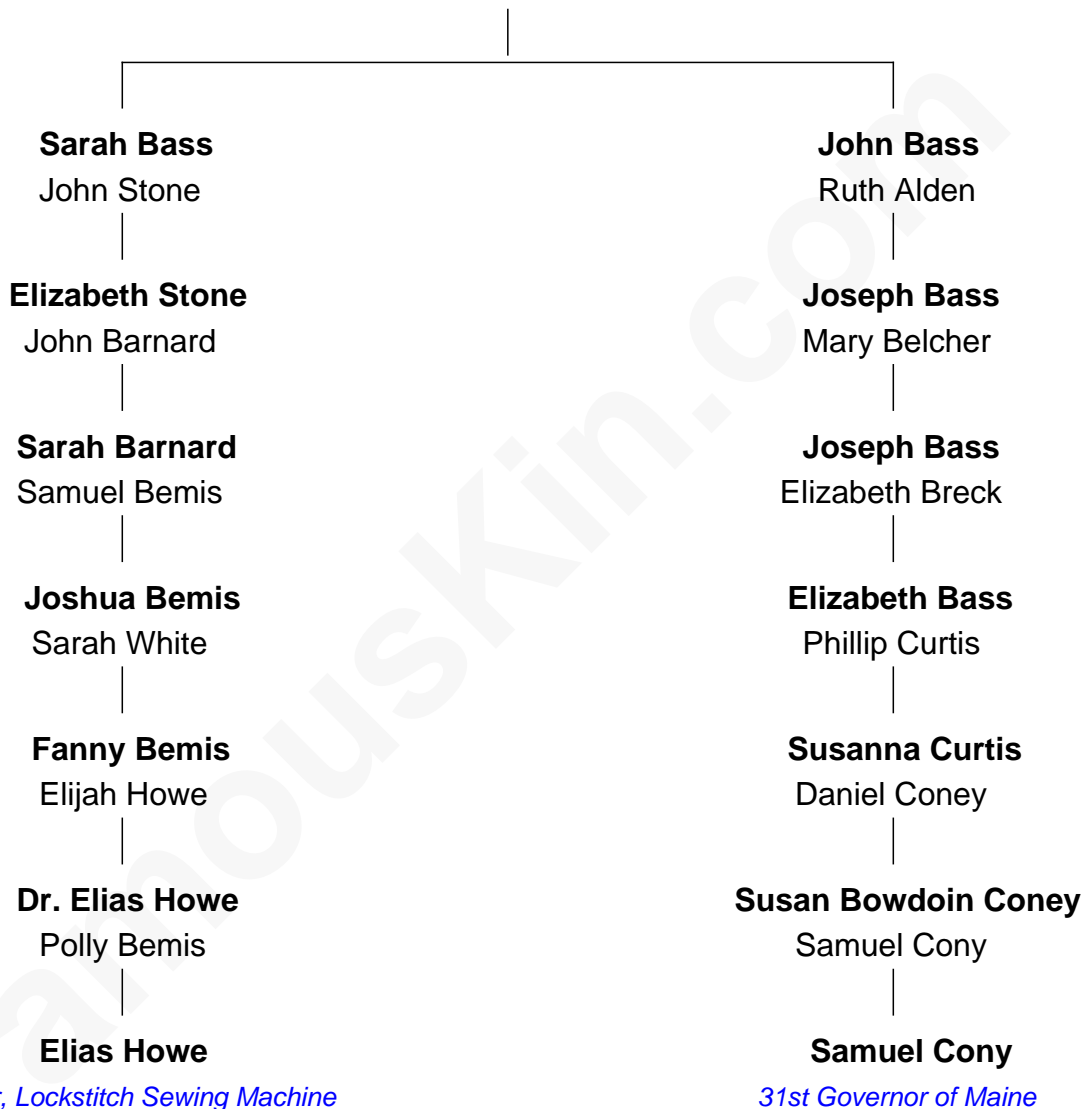 Sarah Bass
John Stone
John Bass
Ruth Alden
Elizabeth Stone
John Barnard
Joseph Bass
Mary Belcher
Sarah Barnard
Samuel Bemis
Joseph Bass
Elizabeth Breck
Joshua Bemis
Sarah White
Elizabeth Bass
Phillip Curtis
Fanny Bemis
Elijah Howe
Susanna Curtis
Daniel Coney
Dr. Elias Howe
Polly Bemis
Susan Bowdoin Coney
Samuel Cony
Elias Howe
Lockstitch Sewing Machine
Samuel Cony
31st Governor of Maine
amouskin.com